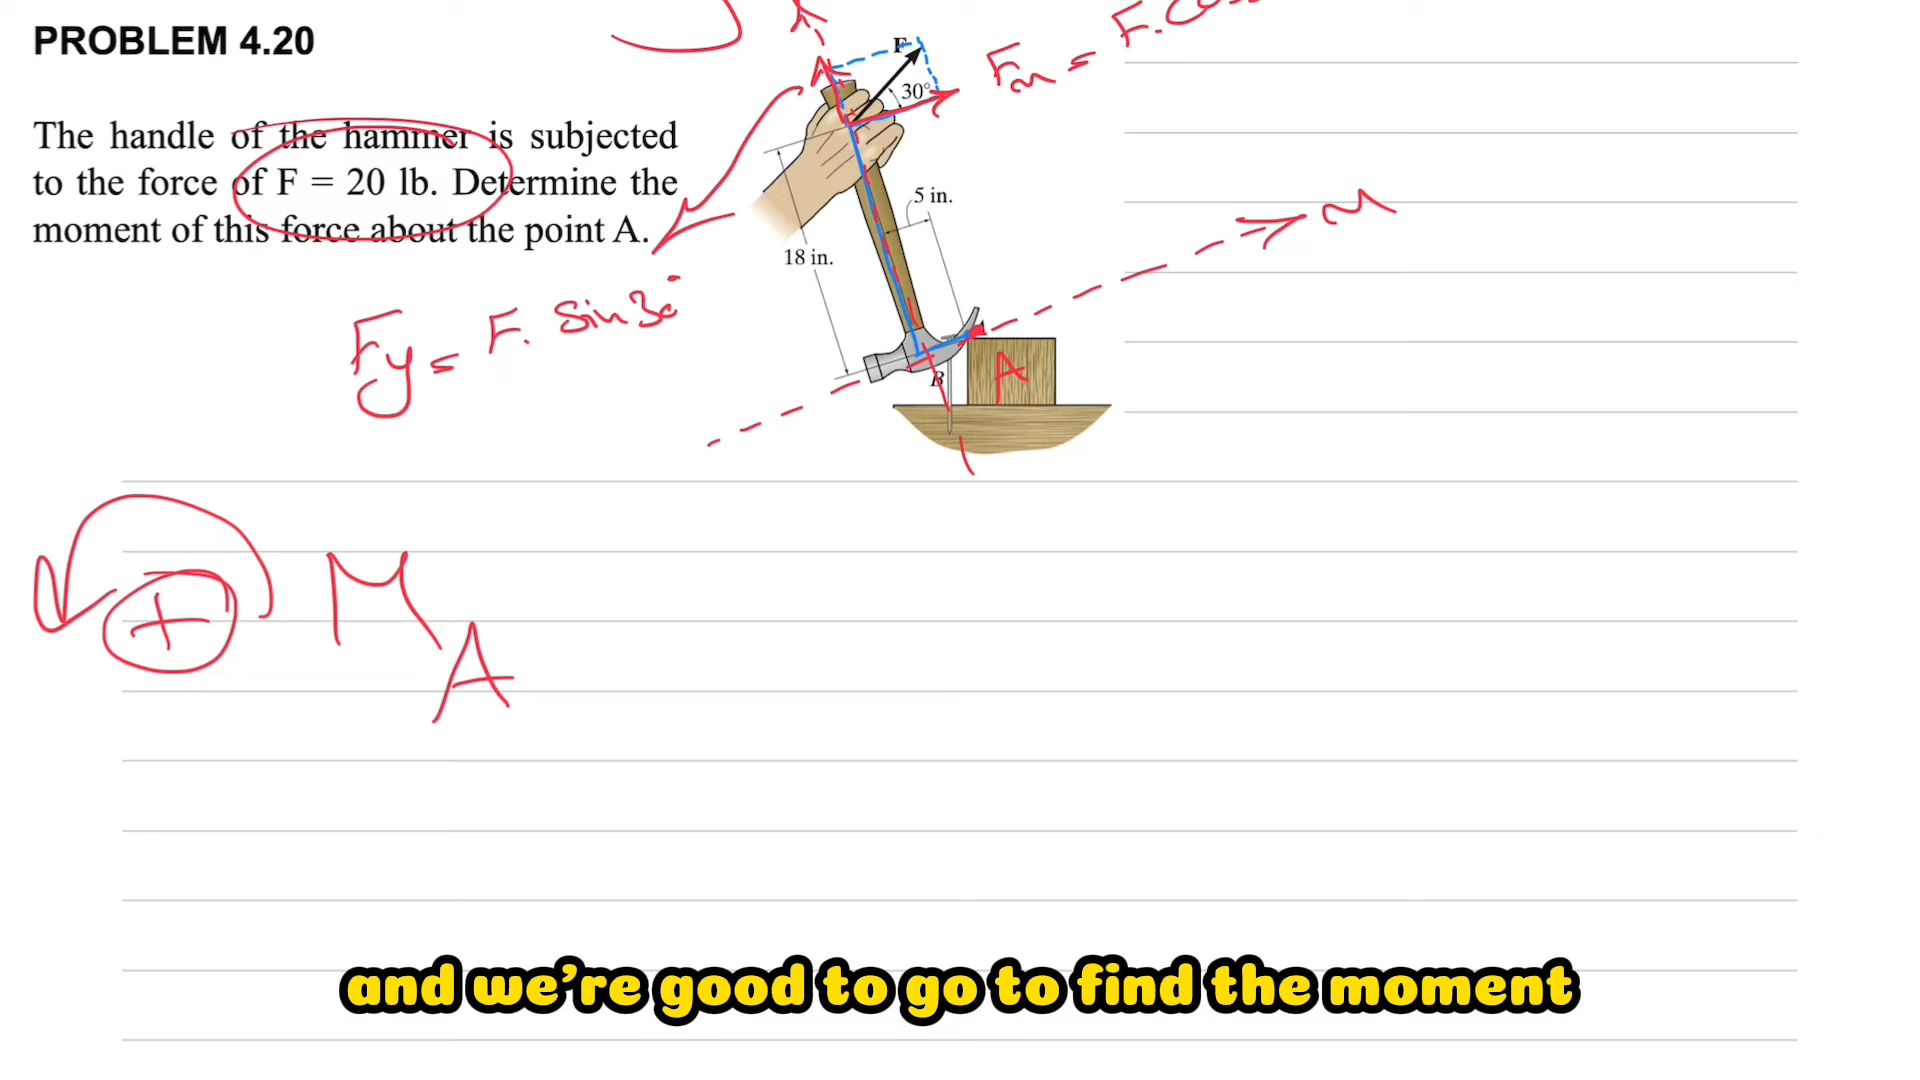 PROBLEM 4.20
The handle of the hammer is subjected
to the force of F = 20 lb. Determine the
moment of this force about the point A.
F
30°
5 in.
18 in.
B
A
Fy = F. Sin 30°
M
A
+
and we're good to go to find the moment